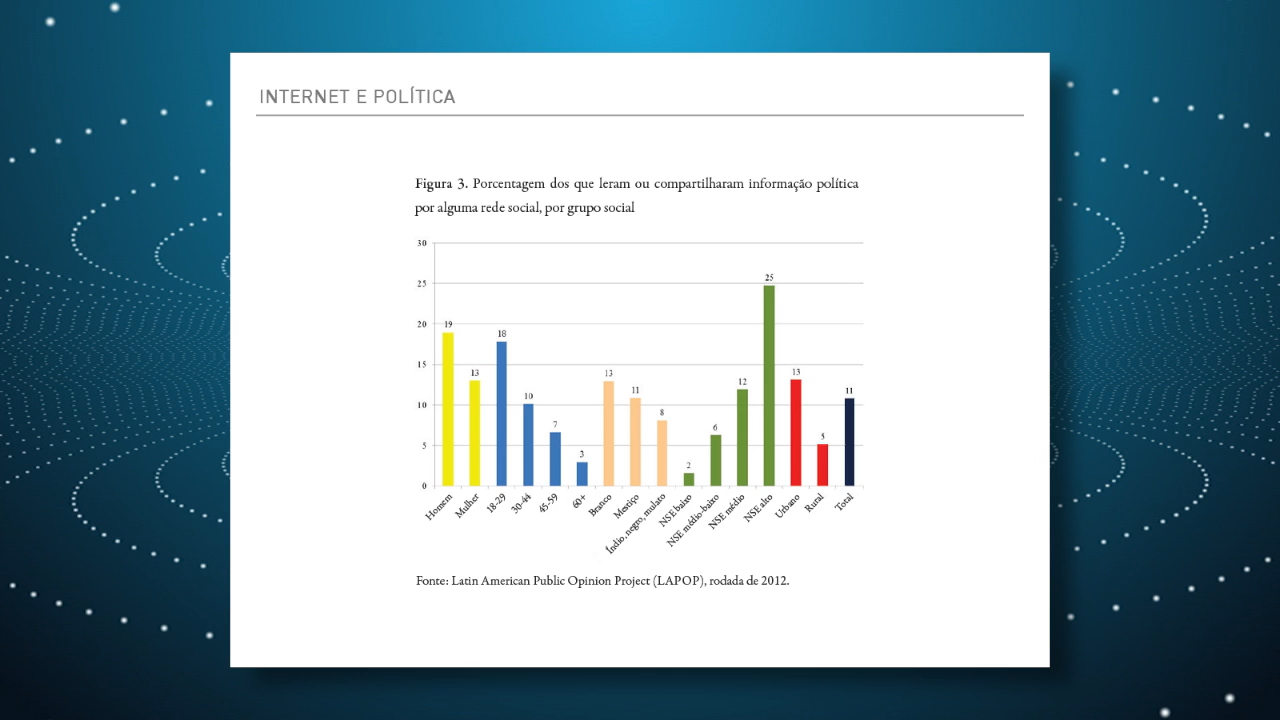 INTERNET E POLÍTICA
Figura 3. Porcentagem dos que leram ou compartilharam informação política
por alguma rede social, por grupo social
30
25
20
15
10
5
0
19
13
18
10
7
3
13
11
8
2
6
12
25
13
5
11
Homem
Mulher
18-29
30-44
45-59
60+
Branco
Mestiço
Índio, negro, mulato
NSE baixo
NSE médio-baixo
NSE médio
NSE alto
Urbano
Rural
Total
Fonte: Latin American Public Opinion Project (LAPOP), rodada de 2012.